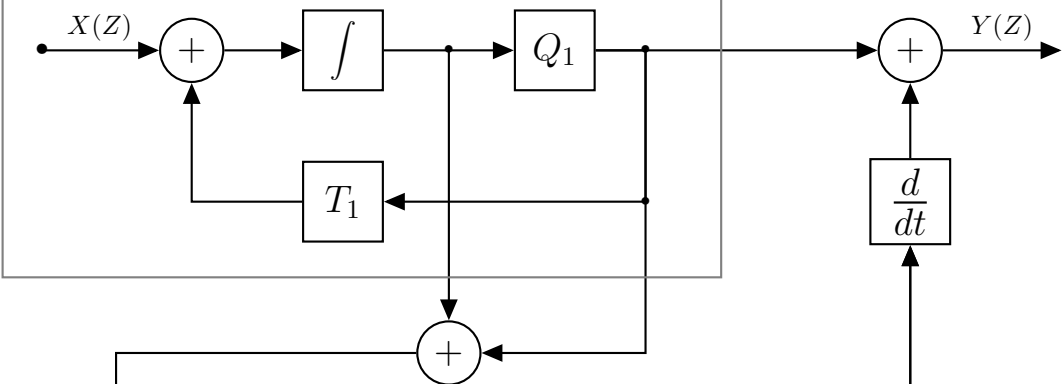 X(Z)
+
∫
Q₁
+
Y(Z)
T₁
d
dt
+